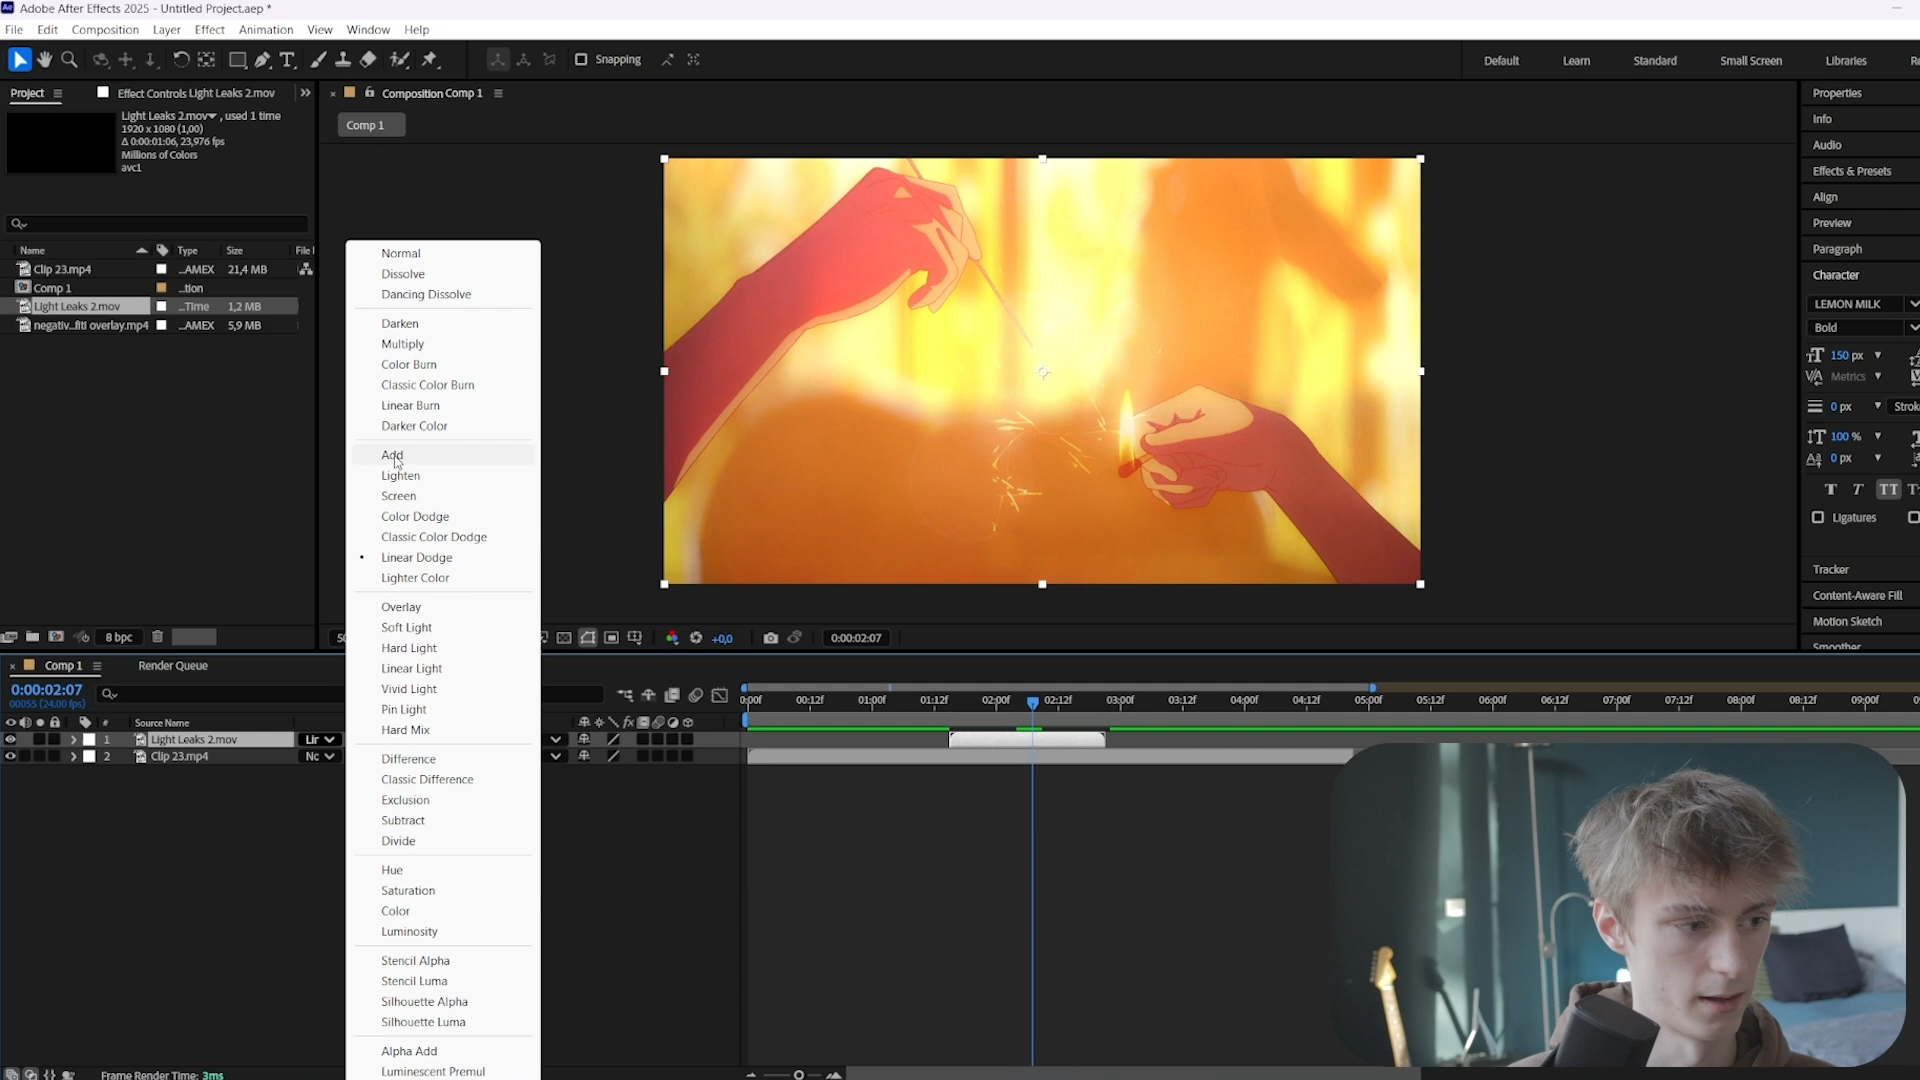 Adobe After Effects 2025 - Untitled Project.aep *
File Edit Composition Layer Effect Animation View Window Help
Snapping
Default Learn Standard Small Screen Libraries
Project
Effect Controls Light Leaks 2.mov
Composition Comp 1
Comp 1
Light Leaks 2.mov , used 1 time
1920 x 1080 (1,00)
Δ 0:00:01:06, 23,976 fps
Millions of Colors
avc1
Name Type Size File
Clip 23.mp4 ...AMEX 21,4 MB
Comp 1 ...tion
Light Leaks 2.mov ...Time 1,2 MB
negativ...fiti overlay.mp4 ...AMEX 5,9 MB
8 bpc
Normal
Dissolve
Dancing Dissolve
Darken
Multiply
Color Burn
Classic Color Burn
Linear Burn
Darker Color
Add
Lighten
Screen
Color Dodge
Classic Color Dodge
Linear Dodge
Lighter Color
Overlay
Soft Light
Hard Light
Linear Light
Vivid Light
Pin Light
Hard Mix
Difference
Classic Difference
Exclusion
Subtract
Divide
Hue
Saturation
Color
Luminosity
Stencil Alpha
Stencil Luma
Silhouette Alpha
Silhouette Luma
Alpha Add
Luminescent Premul
+0,0
0:00:02:07
Properties
Info
Audio
Effects & Presets
Align
Preview
Paragraph
Character
LEMON MILK
Bold
150 px
Metrics
0 px Strok
100 %
0 px
Ligatures
Tracker
Content-Aware Fill
Motion Sketch
Smoother
Comp 1
Render Queue
0:00:02:07
00055 (24.00 fps)
# Source Name
1 Light Leaks 2.mov Lir
2 Clip 23.mp4 Nc
0:00f 00:12f 01:00f 01:12f 02:00f 02:12f 03:00f 03:12f 04:00f 04:12f 05:00f 05:12f 06:00f 06:12f 07:00f 07:12f 08:00f 08:12f 09:00f
Frame Render Time: 3ms